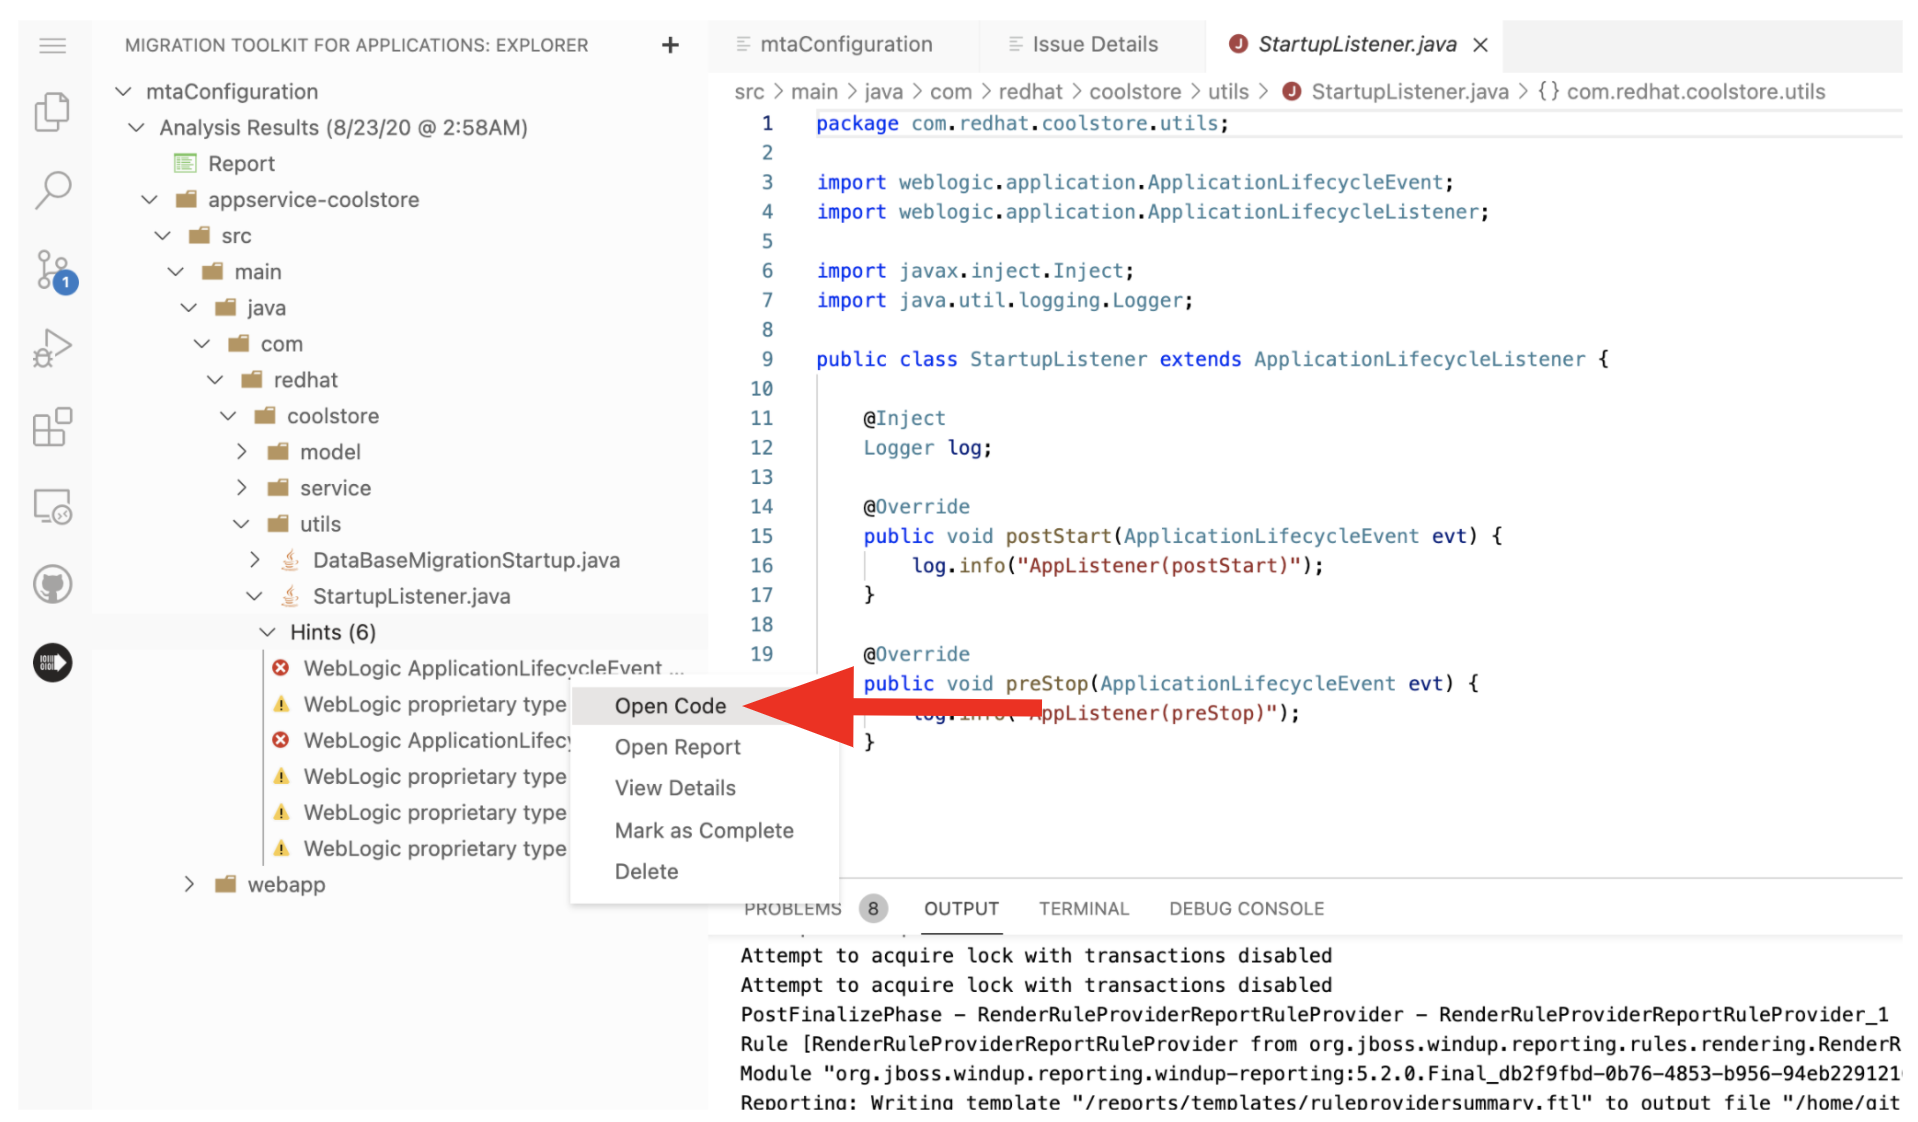 MIGRATION TOOLKIT FOR APPLICATIONS: EXPLORER
mtaConfiguration
Analysis Results (8/23/20 @ 2:58AM)
Report
appservice-coolstore
src
main
java
com
redhat
coolstore
model
service
utils
DataBaseMigrationStartup.java
StartupListener.java
Hints (6)
WebLogic ApplicationLifecycleEvent ...
WebLogic proprietary type
WebLogic
WebLogic proprietary type
WebLogic proprietary type
WebLogic proprietary type
webapp
1
Open Code
Open Report
View Details
Mark as Complete
Delete
mtaConfiguration
Issue Details
J StartupListener.java
src > main > java > com > redhat > coolstore > utils > J StartupListener.java > {} com.redhat.coolstore.utils
1 package com.redhat.coolstore.utils;
2
3 import weblogic.application.ApplicationLifecycleEvent;
4 import weblogic.application.ApplicationLifecycleListener;
5
6 import javax.inject.Inject;
7 import java.util.logging.Logger;
8
9 public class StartupListener extends ApplicationLifecycleListener {
10
11 @Inject
12 Logger log;
13
14 @Override
15 public void postStart(ApplicationLifecycleEvent evt) {
16 log.info("AppListener(postStart)");
17 }
18
19 @Override
public void preStop(ApplicationLifecycleEvent evt) {
log.info("AppListener(preStop)");
}
PROBLEMS 8 OUTPUT TERMINAL DEBUG CONSOLE
Attempt to acquire lock with transactions disabled
Attempt to acquire lock with transactions disabled
PostFinalizePhase - RenderRuleProviderReportRuleProvider - RenderRuleProviderReportRuleProvider_1
Rule [RenderRuleProviderReportRuleProvider from org.jboss.windup.reporting.rules.rendering.RenderR
Module "org.jboss.windup.reporting.windup-reporting:5.2.0.Final_db2f9fbd-0b76-4853-b956-94eb229121
Reporting: Writing template "/reports/templates/ruleprovidersummary.ftl" to output file "/home/git